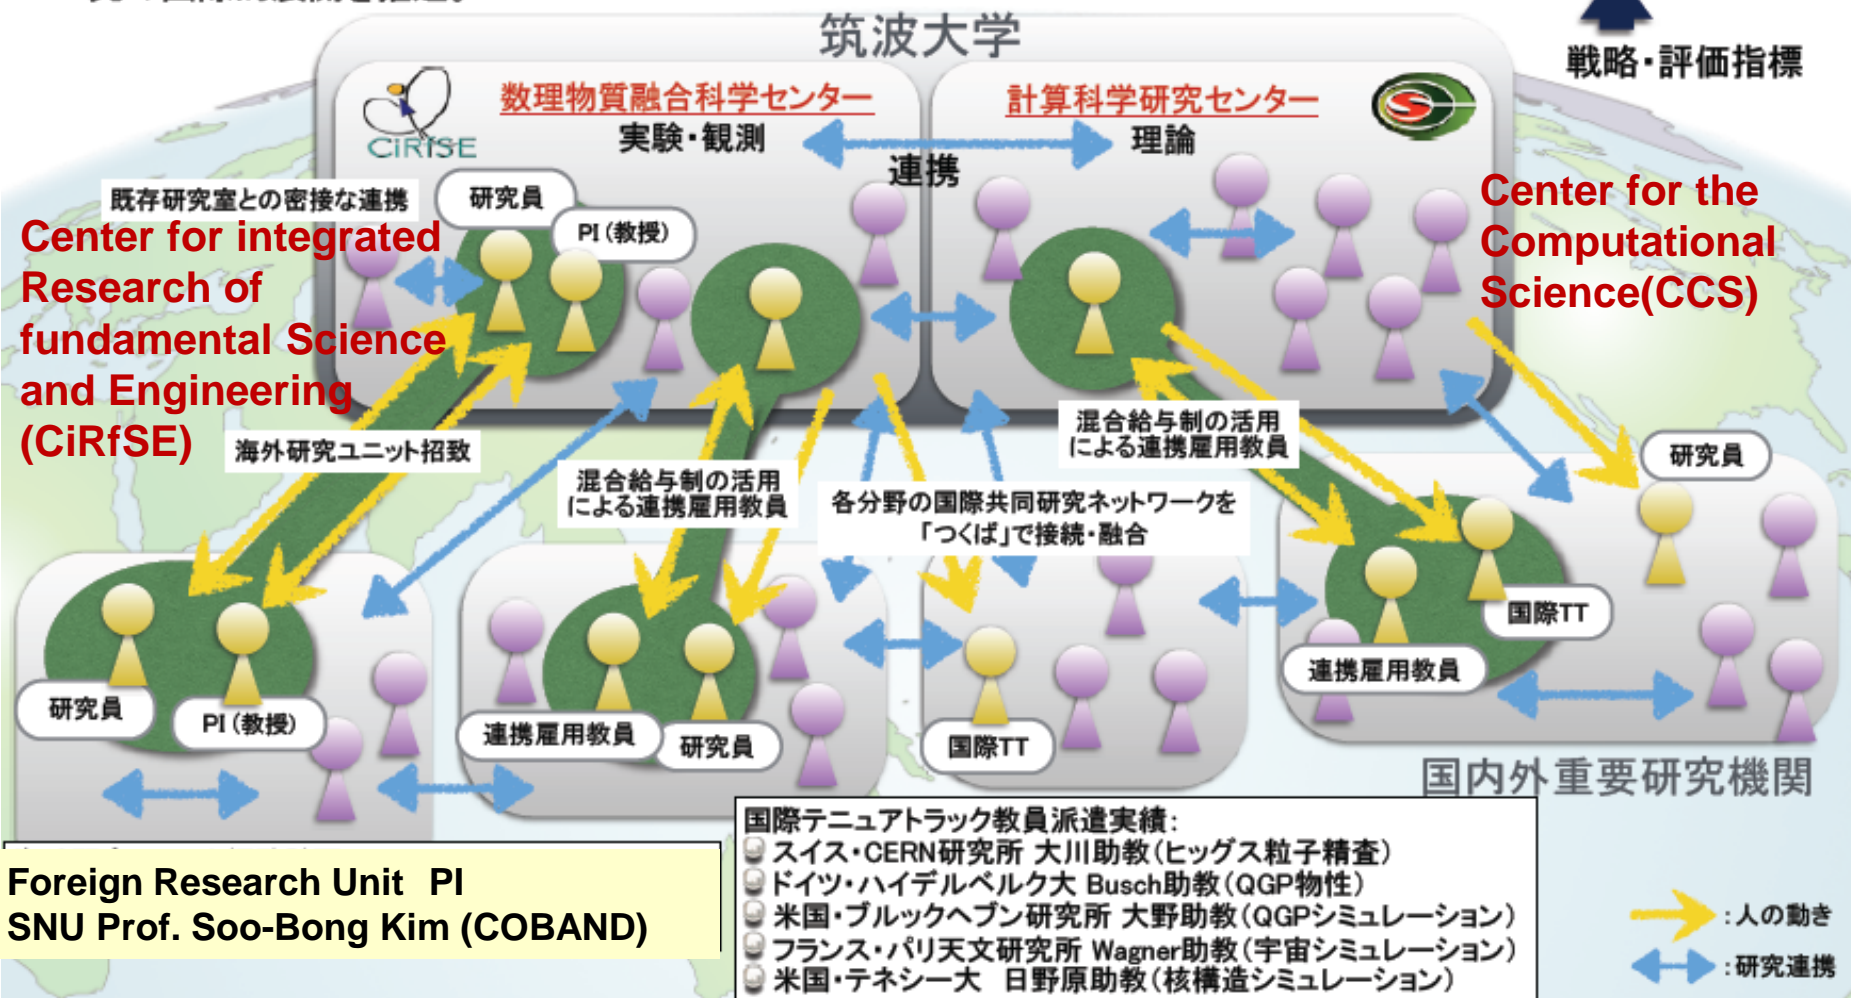 筑波大学
戦略・評価指標
数理物質融合科学センター
計算科学研究センター
実験・観測
理論
連携
CiRfSE
既存研究室との密接な連携
研究員
PI(教授)
Center for integrated
Research of
fundamental Science
and Engineering
(CiRfSE)
Center for the
Computational
Science(CCS)
海外研究ユニット招致
混合給与制の活用
による連携雇用教員
混合給与制の活用
による連携雇用教員
各分野の国際共同研究ネットワークを
「つくば」で接続・融合
研究員
国際TT
連携雇用教員
研究員
PI(教授)
連携雇用教員
研究員
国際TT
国内外重要研究機関
Foreign Research Unit PI
SNU Prof. Soo-Bong Kim (COBAND)
国際テニュアトラック教員派遣実績:
スイス・CERN研究所 大川助教(ヒッグス粒子精査)
ドイツ・ハイデルベルク大 Busch助教(QGP物性)
米国・ブルックヘブン研究所 大野助教(QGPシミュレーション)
フランス・パリ天文研究所 Wagner助教(宇宙シミュレーション)
米国・テネシー大 日野原助教(核構造シミュレーション)
:人の動き
:研究連携